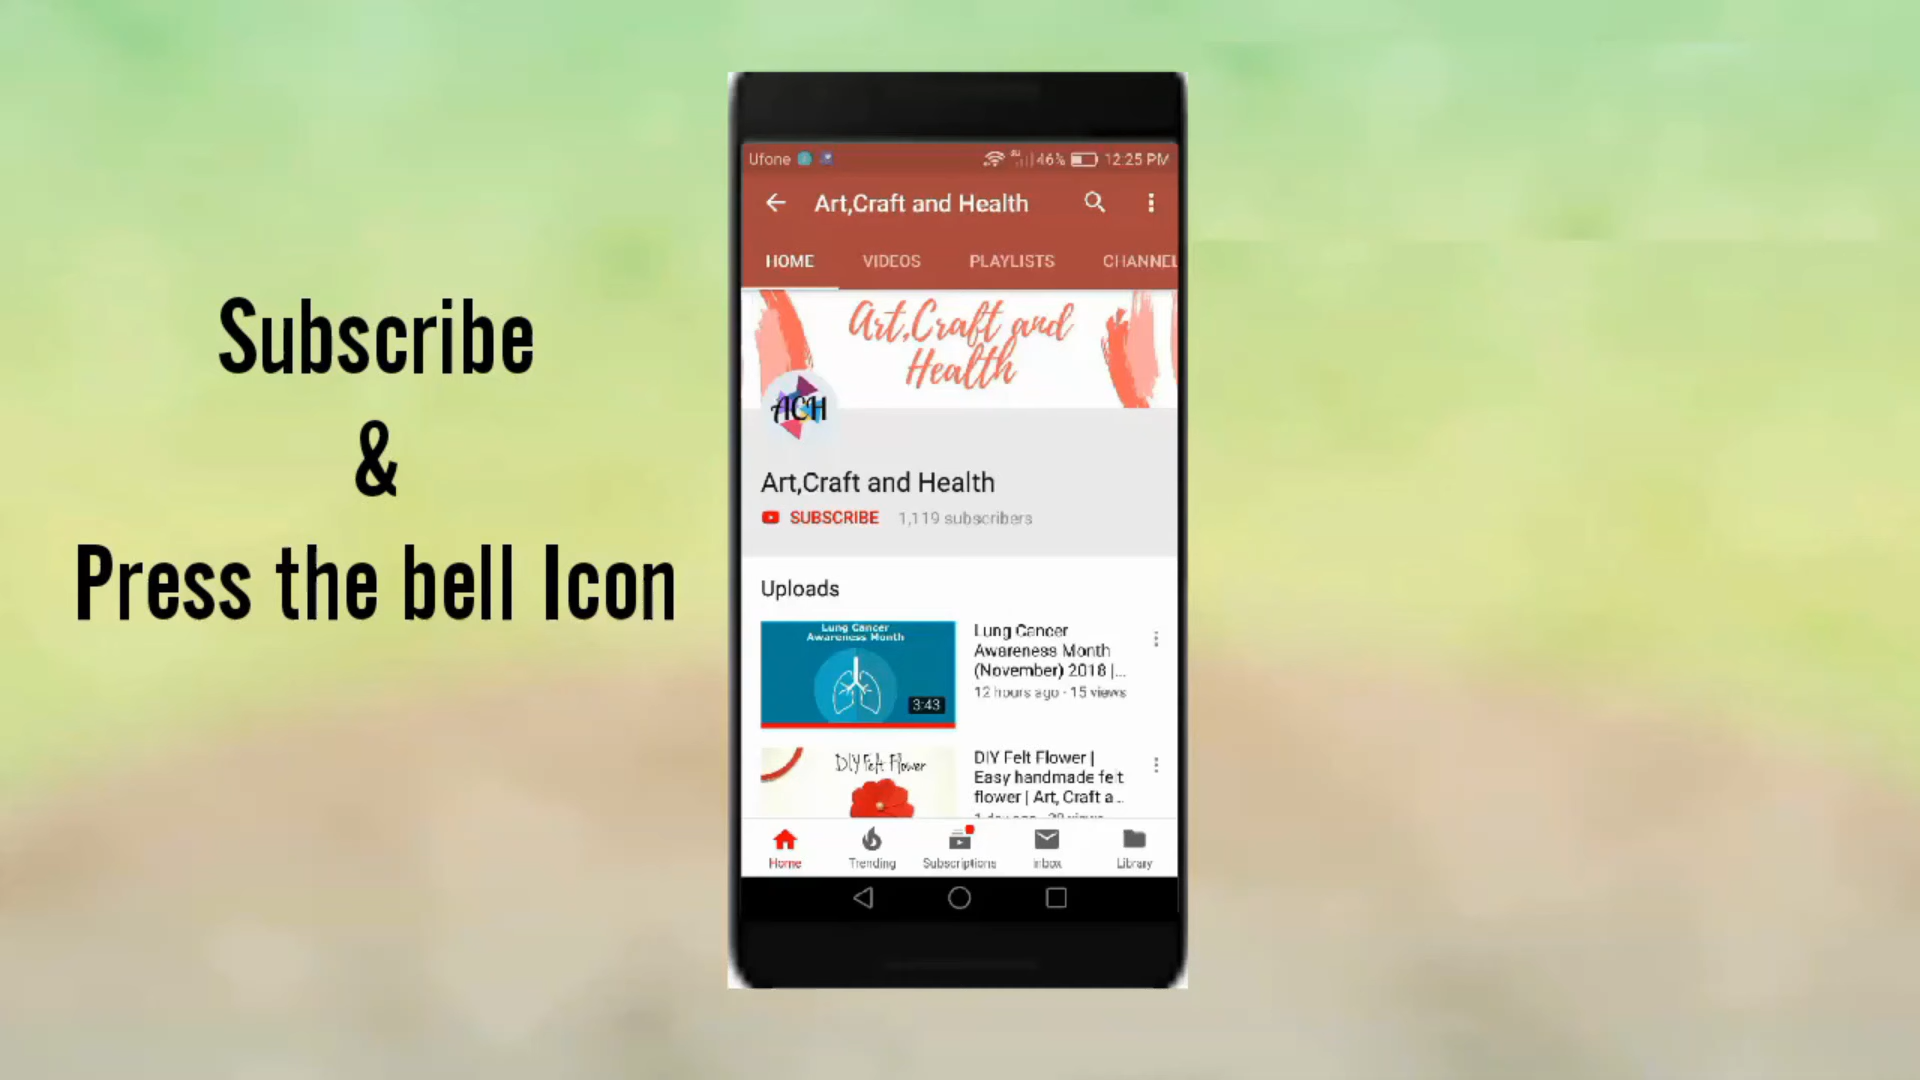 Subscribe
&
Press the bell Icon
Ufone 46% 12:25 PM
Art,Craft and Health
HOME VIDEOS PLAYLISTS CHANNEL
Art,Craft and
Health
ACH
Art,Craft and Health
SUBSCRIBE 1,119 subscribers
Uploads
Lung Cancer
Awareness Month
3:43
Lung Cancer
Awareness Month
(November) 2018 |...
12 hours ago · 15 views
DIY Felt Flower
DIY Felt Flower |
Easy handmade felt
flower | Art, Craft a...
Home Trending Subscriptions Inbox Library